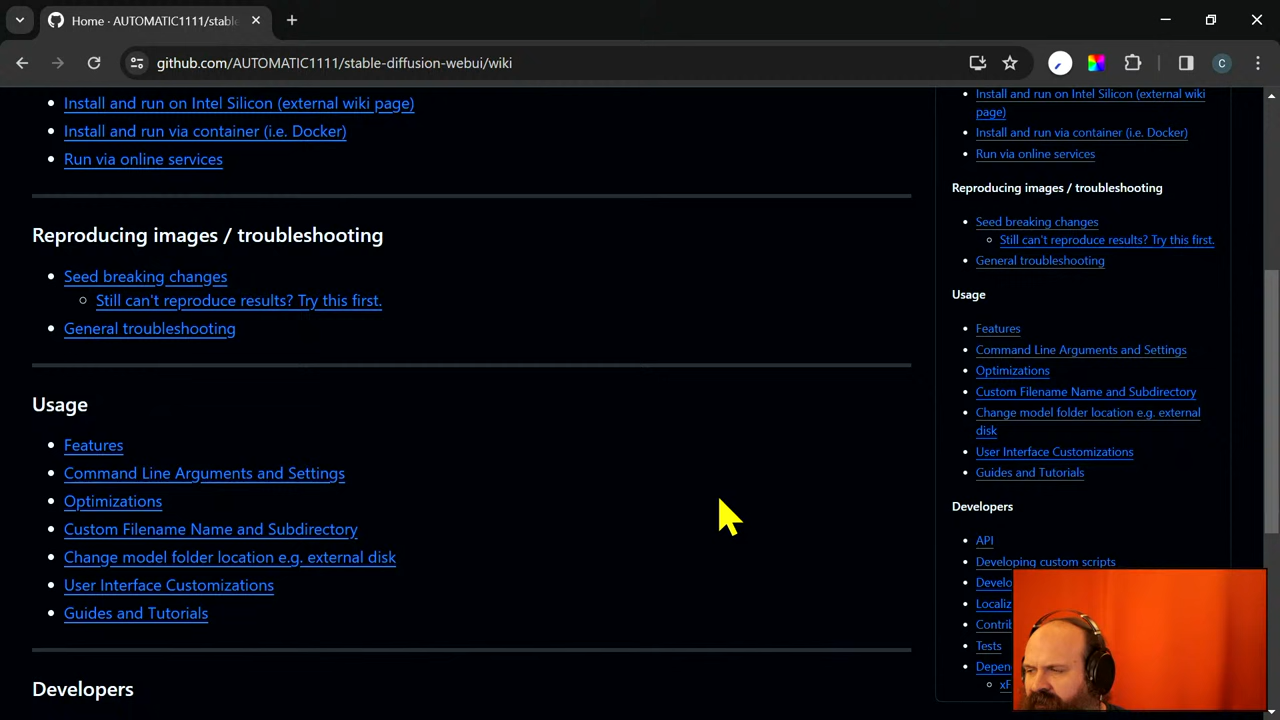 Home · AUTOMATIC1111/stable
github.com/AUTOMATIC1111/stable-diffusion-webui/wiki
C
Install and run on Intel Silicon (external wiki page)
Install and run via container (i.e. Docker)
Run via online services
Reproducing images / troubleshooting
Seed breaking changes
Still can't reproduce results? Try this first.
General troubleshooting
Usage
Features
Command Line Arguments and Settings
Optimizations
Custom Filename Name and Subdirectory
Change model folder location e.g. external disk
User Interface Customizations
Guides and Tutorials
Developers
Install and run on Intel Silicon (external wiki
page)
Install and run via container (i.e. Docker)
Run via online services
Reproducing images / troubleshooting
Seed breaking changes
Still can't reproduce results? Try this first.
General troubleshooting
Usage
Features
Command Line Arguments and Settings
Optimizations
Custom Filename Name and Subdirectory
Change model folder location e.g. external
disk
User Interface Customizations
Guides and Tutorials
Developers
API
Developing custom scripts
Develo
Localiz
Contrib
Tests
Depen
xF